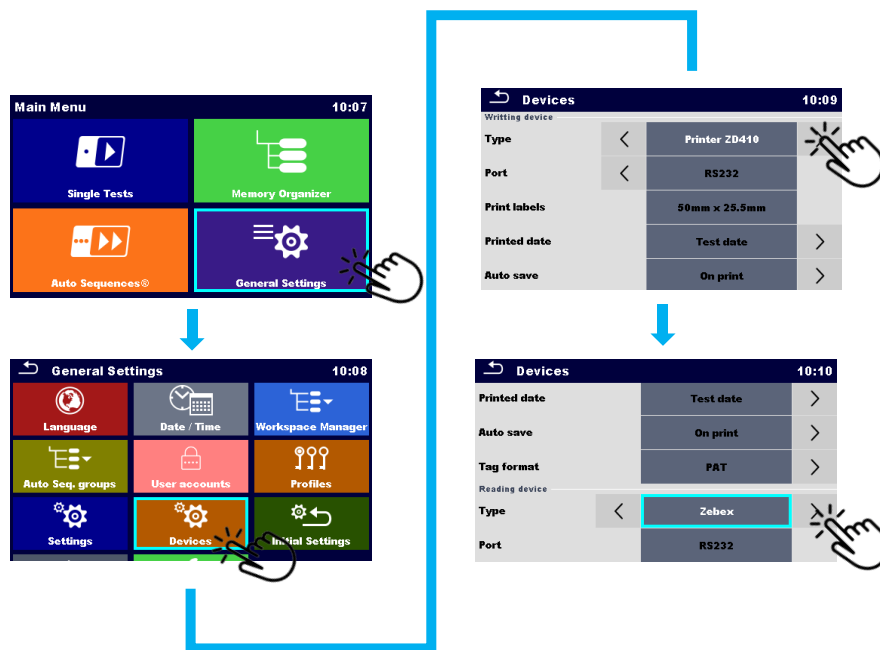 Main Menu 10:07
Single Tests
Memory Organizer
Auto Sequences®
General Settings
General Settings 10:08
Language
Date / Time
Workspace Manager
Auto Seq. groups
User accounts
Profiles
Settings
Devices
Initial Settings
Devices 10:09
Writting device
Type Printer ZD410
Port RS232
Print labels 50mm x 25.5mm
Printed date Test date
Auto save On print
Devices 10:10
Printed date Test date
Auto save On print
Tag format PAT
Reading device
Type Zebex
Port RS232